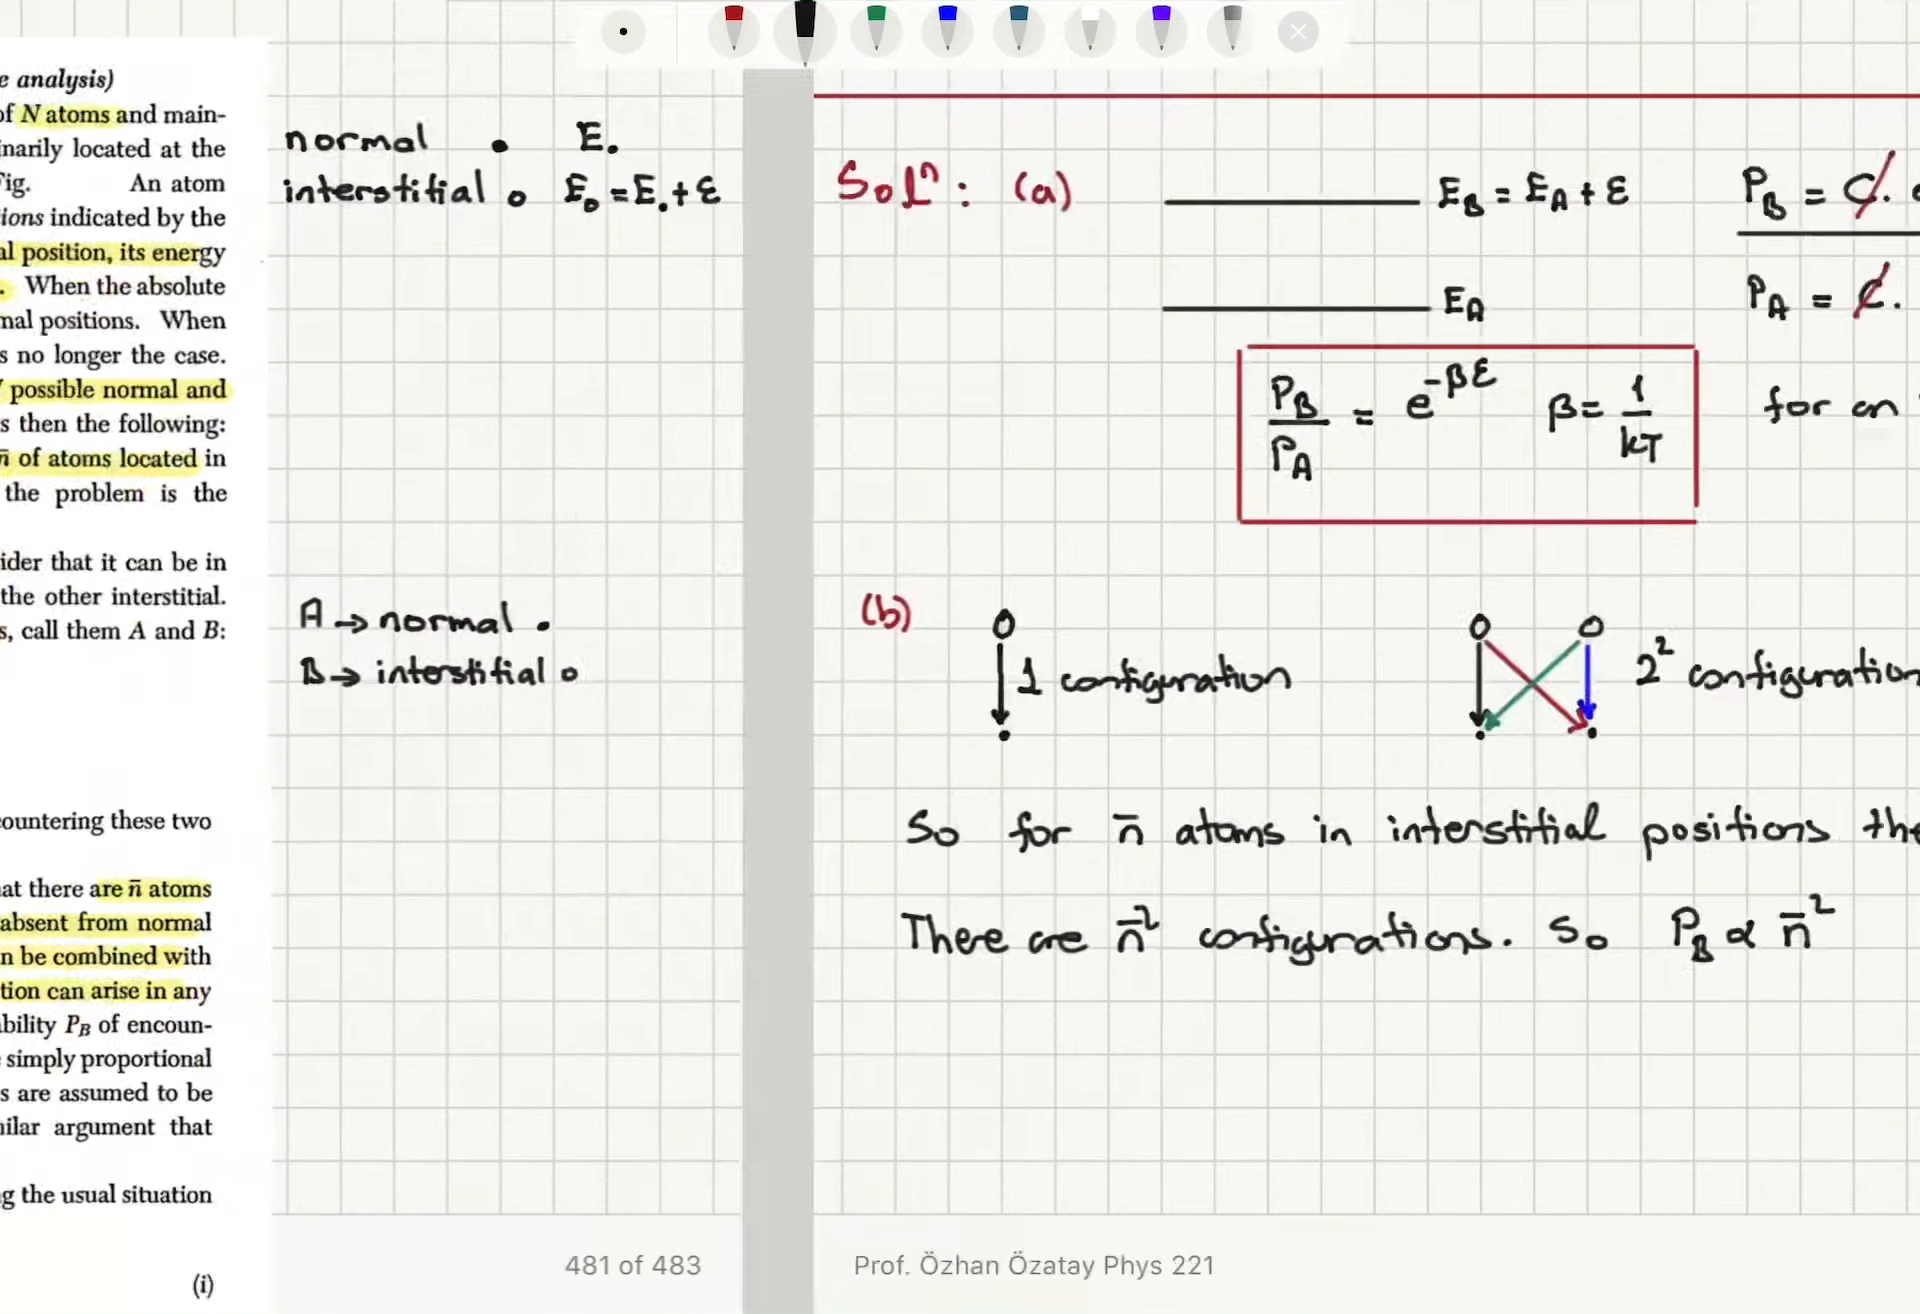 e analysis)
of N atoms and main-
inarily located at the
Fig. An atom
ions indicated by the
al position, its energy
. When the absolute
mal positions. When
s no longer the case.
possible normal and
s then the following:
n̄ of atoms located in
the problem is the
ider that it can be in
the other interstitial.
s, call them A and B:
countering these two
at there are n̄ atoms
absent from normal
n be combined with
tion can arise in any
ability P_B of encoun-
simply proportional
s are assumed to be
milar argument that
g the usual situation
(i)
normal • E.
interstitial o E₀ = E. + ε
A → normal •
B → interstitial o
481 of 483
Solⁿ: (a)
E_B = E_A + ε
E_A
P_B = C.
P_A = C.
P_B/P_A = e^{-βε} β = 1/kT
for an
(b)
1 configuration
2² configuration
So for n̄ atoms in interstitial positions the
There are n̄² configurations. So P_B ∝ n̄²
Prof. Özhan Özatay Phys 221